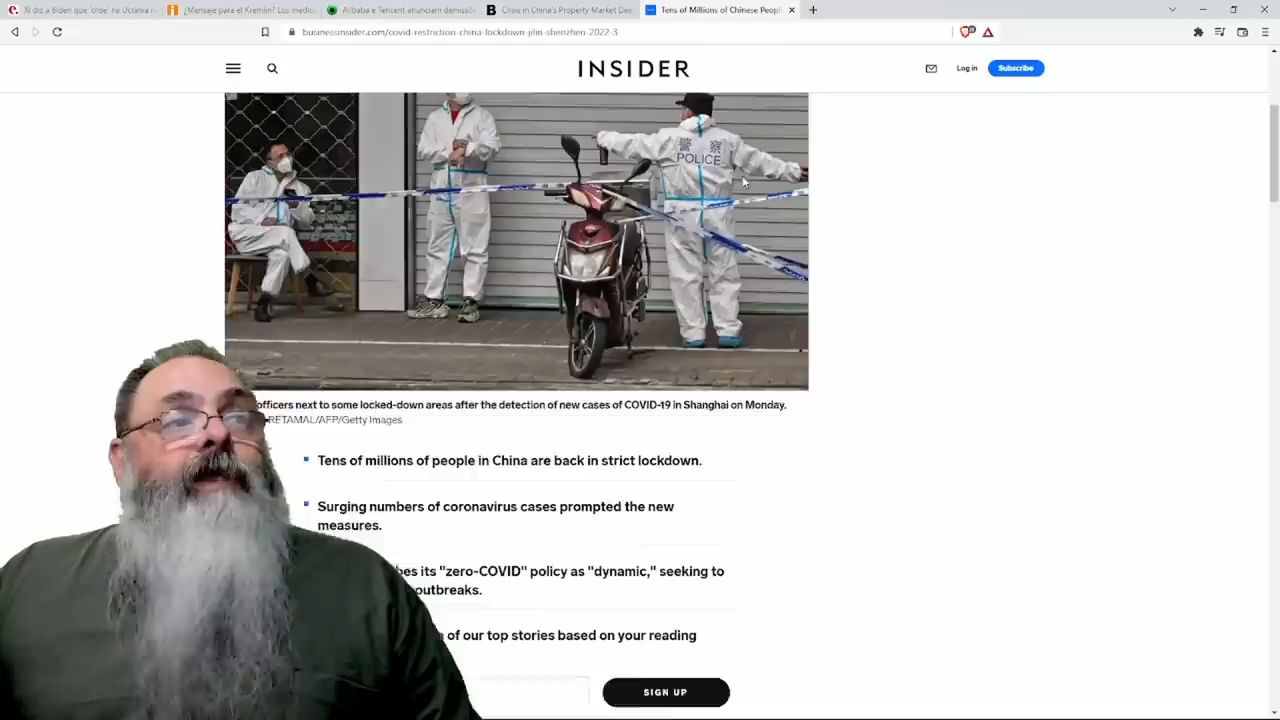 Xi diz a Biden que 'crise' na Ucrânia n
¿Mensaje para el Kremlin? Los medio
Alibaba e Tencent anunciam demissõ
Crisis in China's Property Market Dee
Tens of Millions of Chinese Peopl
businessinsider.com/covid-restriction-china-lockdown-jilin-shenzhen-2022-3
INSIDER
Log in
Subscribe
警 察
POLICE
officers next to some locked-down areas after the detection of new cases of COVID-19 in Shanghai on Monday.
RETAMAL/AFP/Getty Images
Tens of millions of people in China are back in strict lockdown.
Surging numbers of coronavirus cases prompted the new
measures.
its "zero-COVID" policy as "dynamic," seeking to
outbreaks.
of our top stories based on your reading
SIGN UP